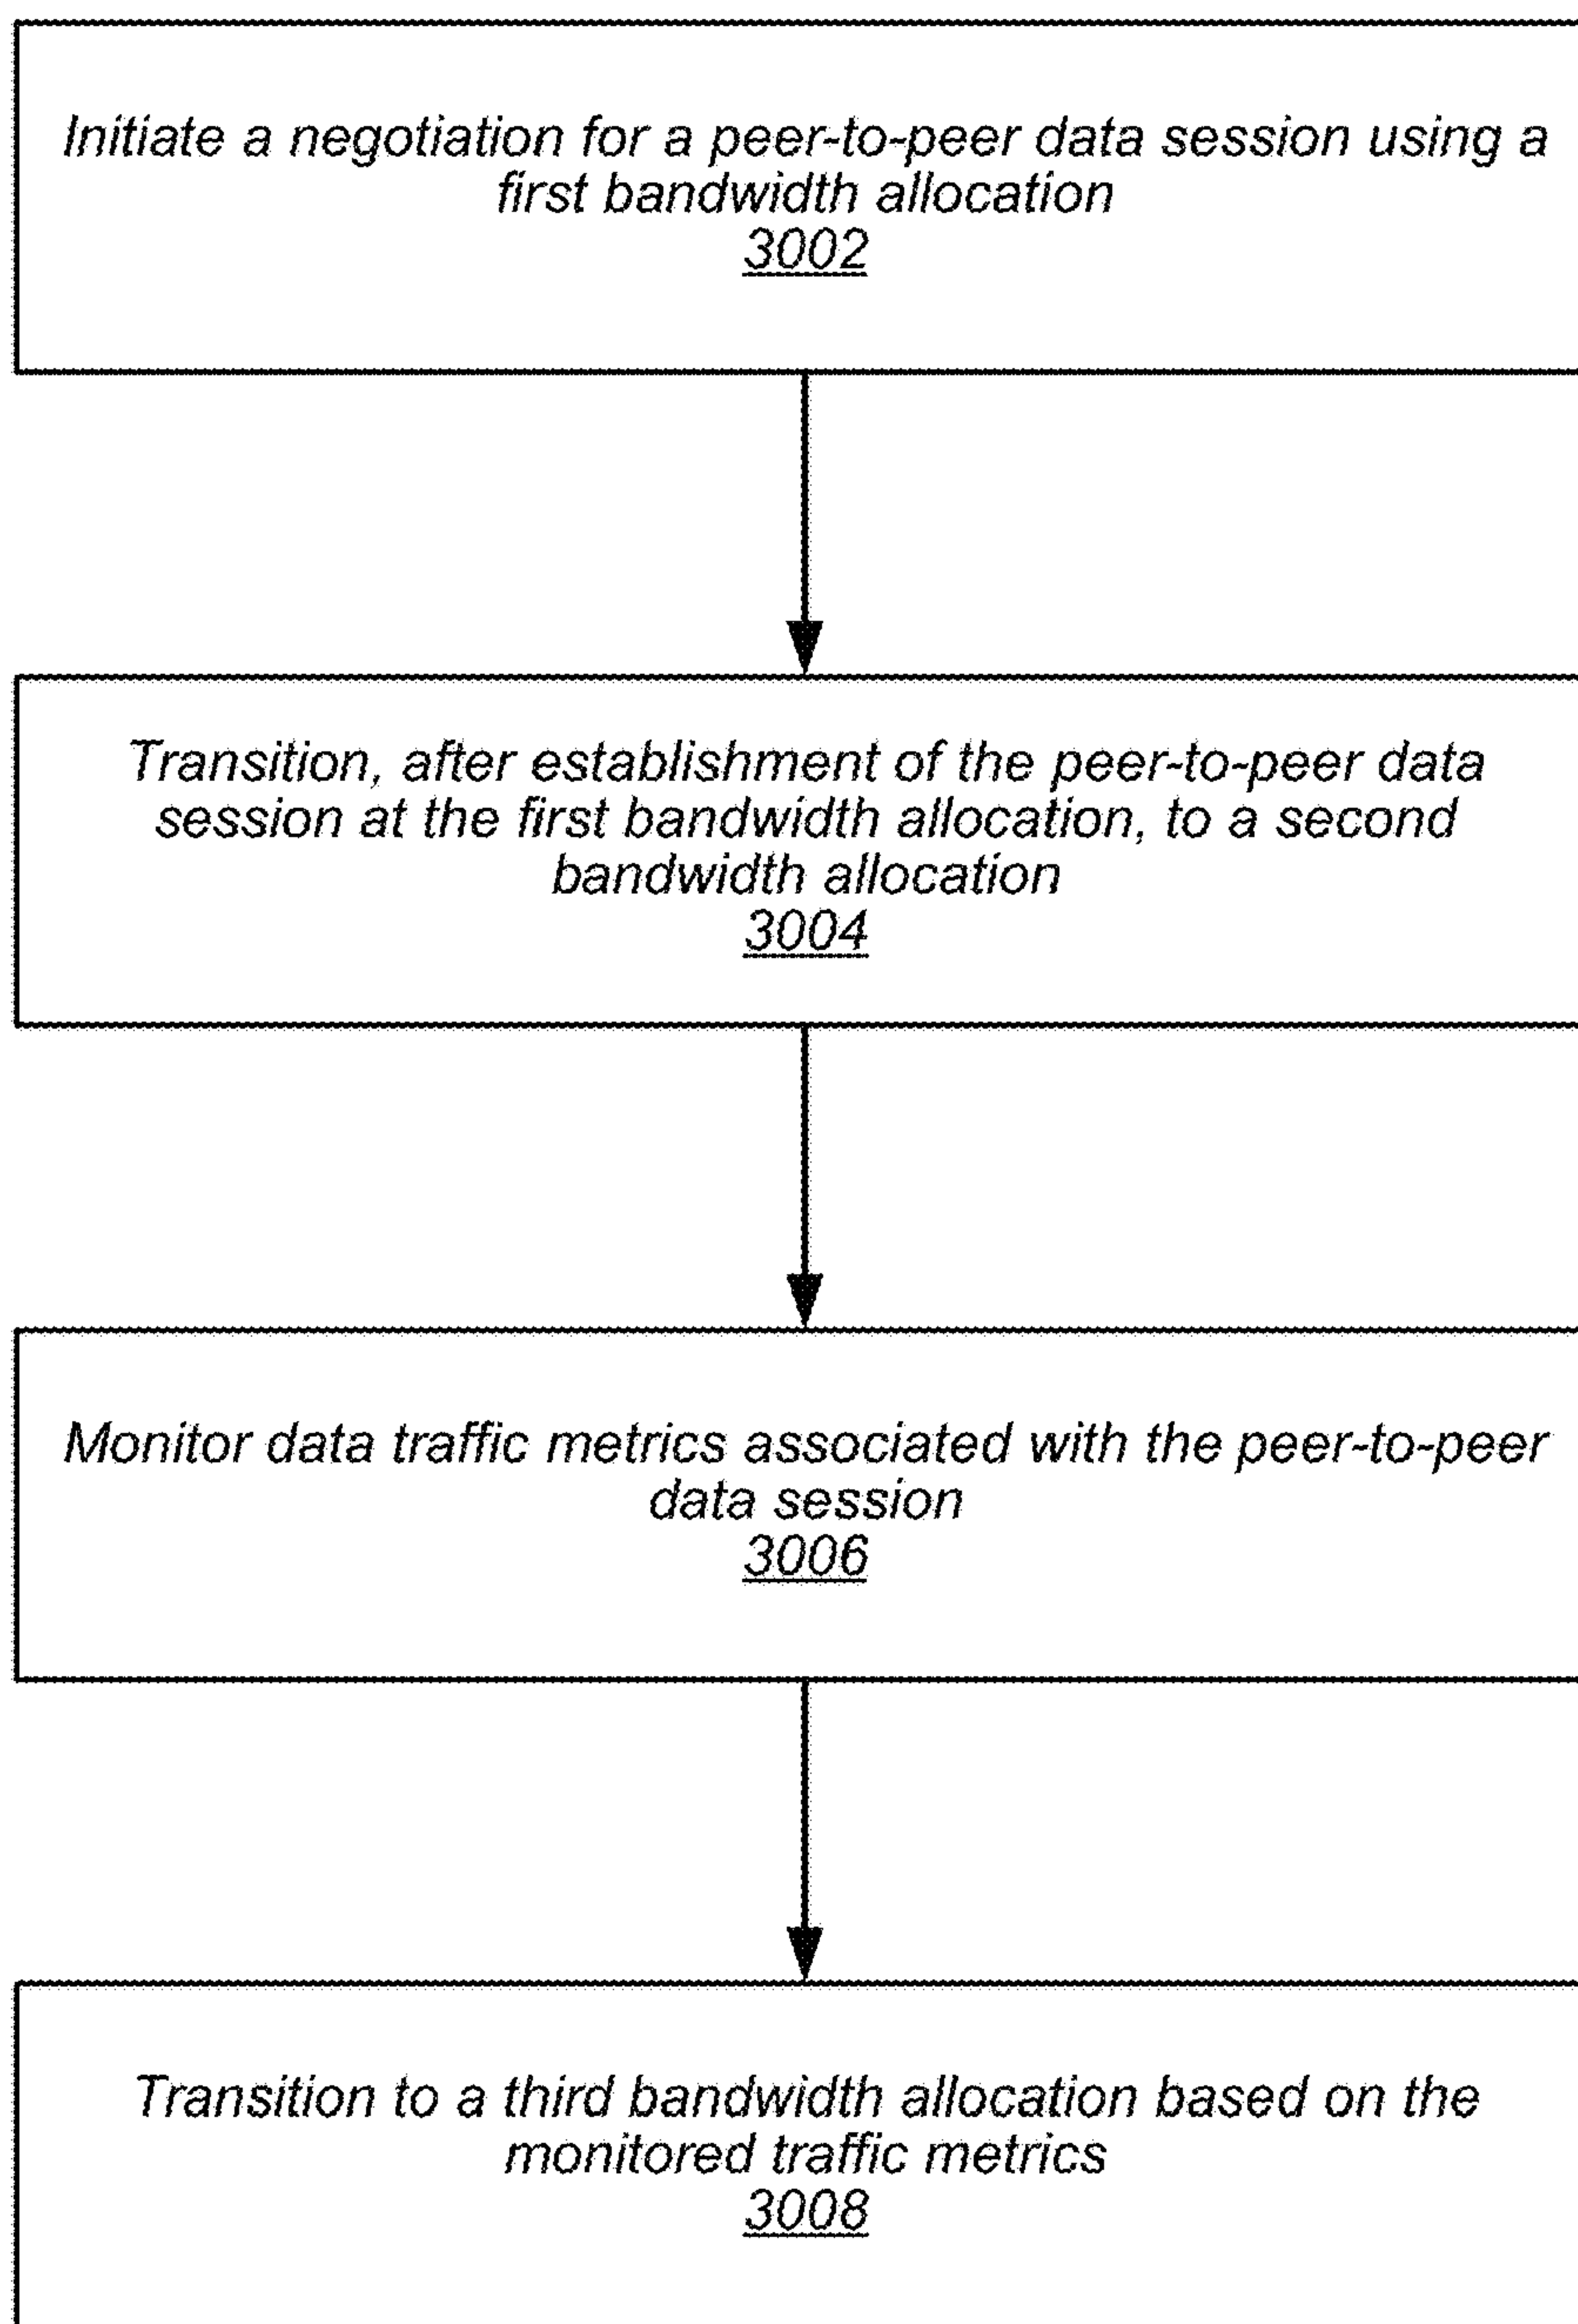 Initiate a negotiation for a peer-to-peer data session using a
first bandwidth allocation
3002
Transition, after establishment of the peer-to-peer data
session at the first bandwidth allocation, to a second
bandwidth allocation
3004
Monitor data traffic metrics associated with the peer-to-peer
data session
3006
Transition to a third bandwidth allocation based on the
monitored traffic metrics
3008